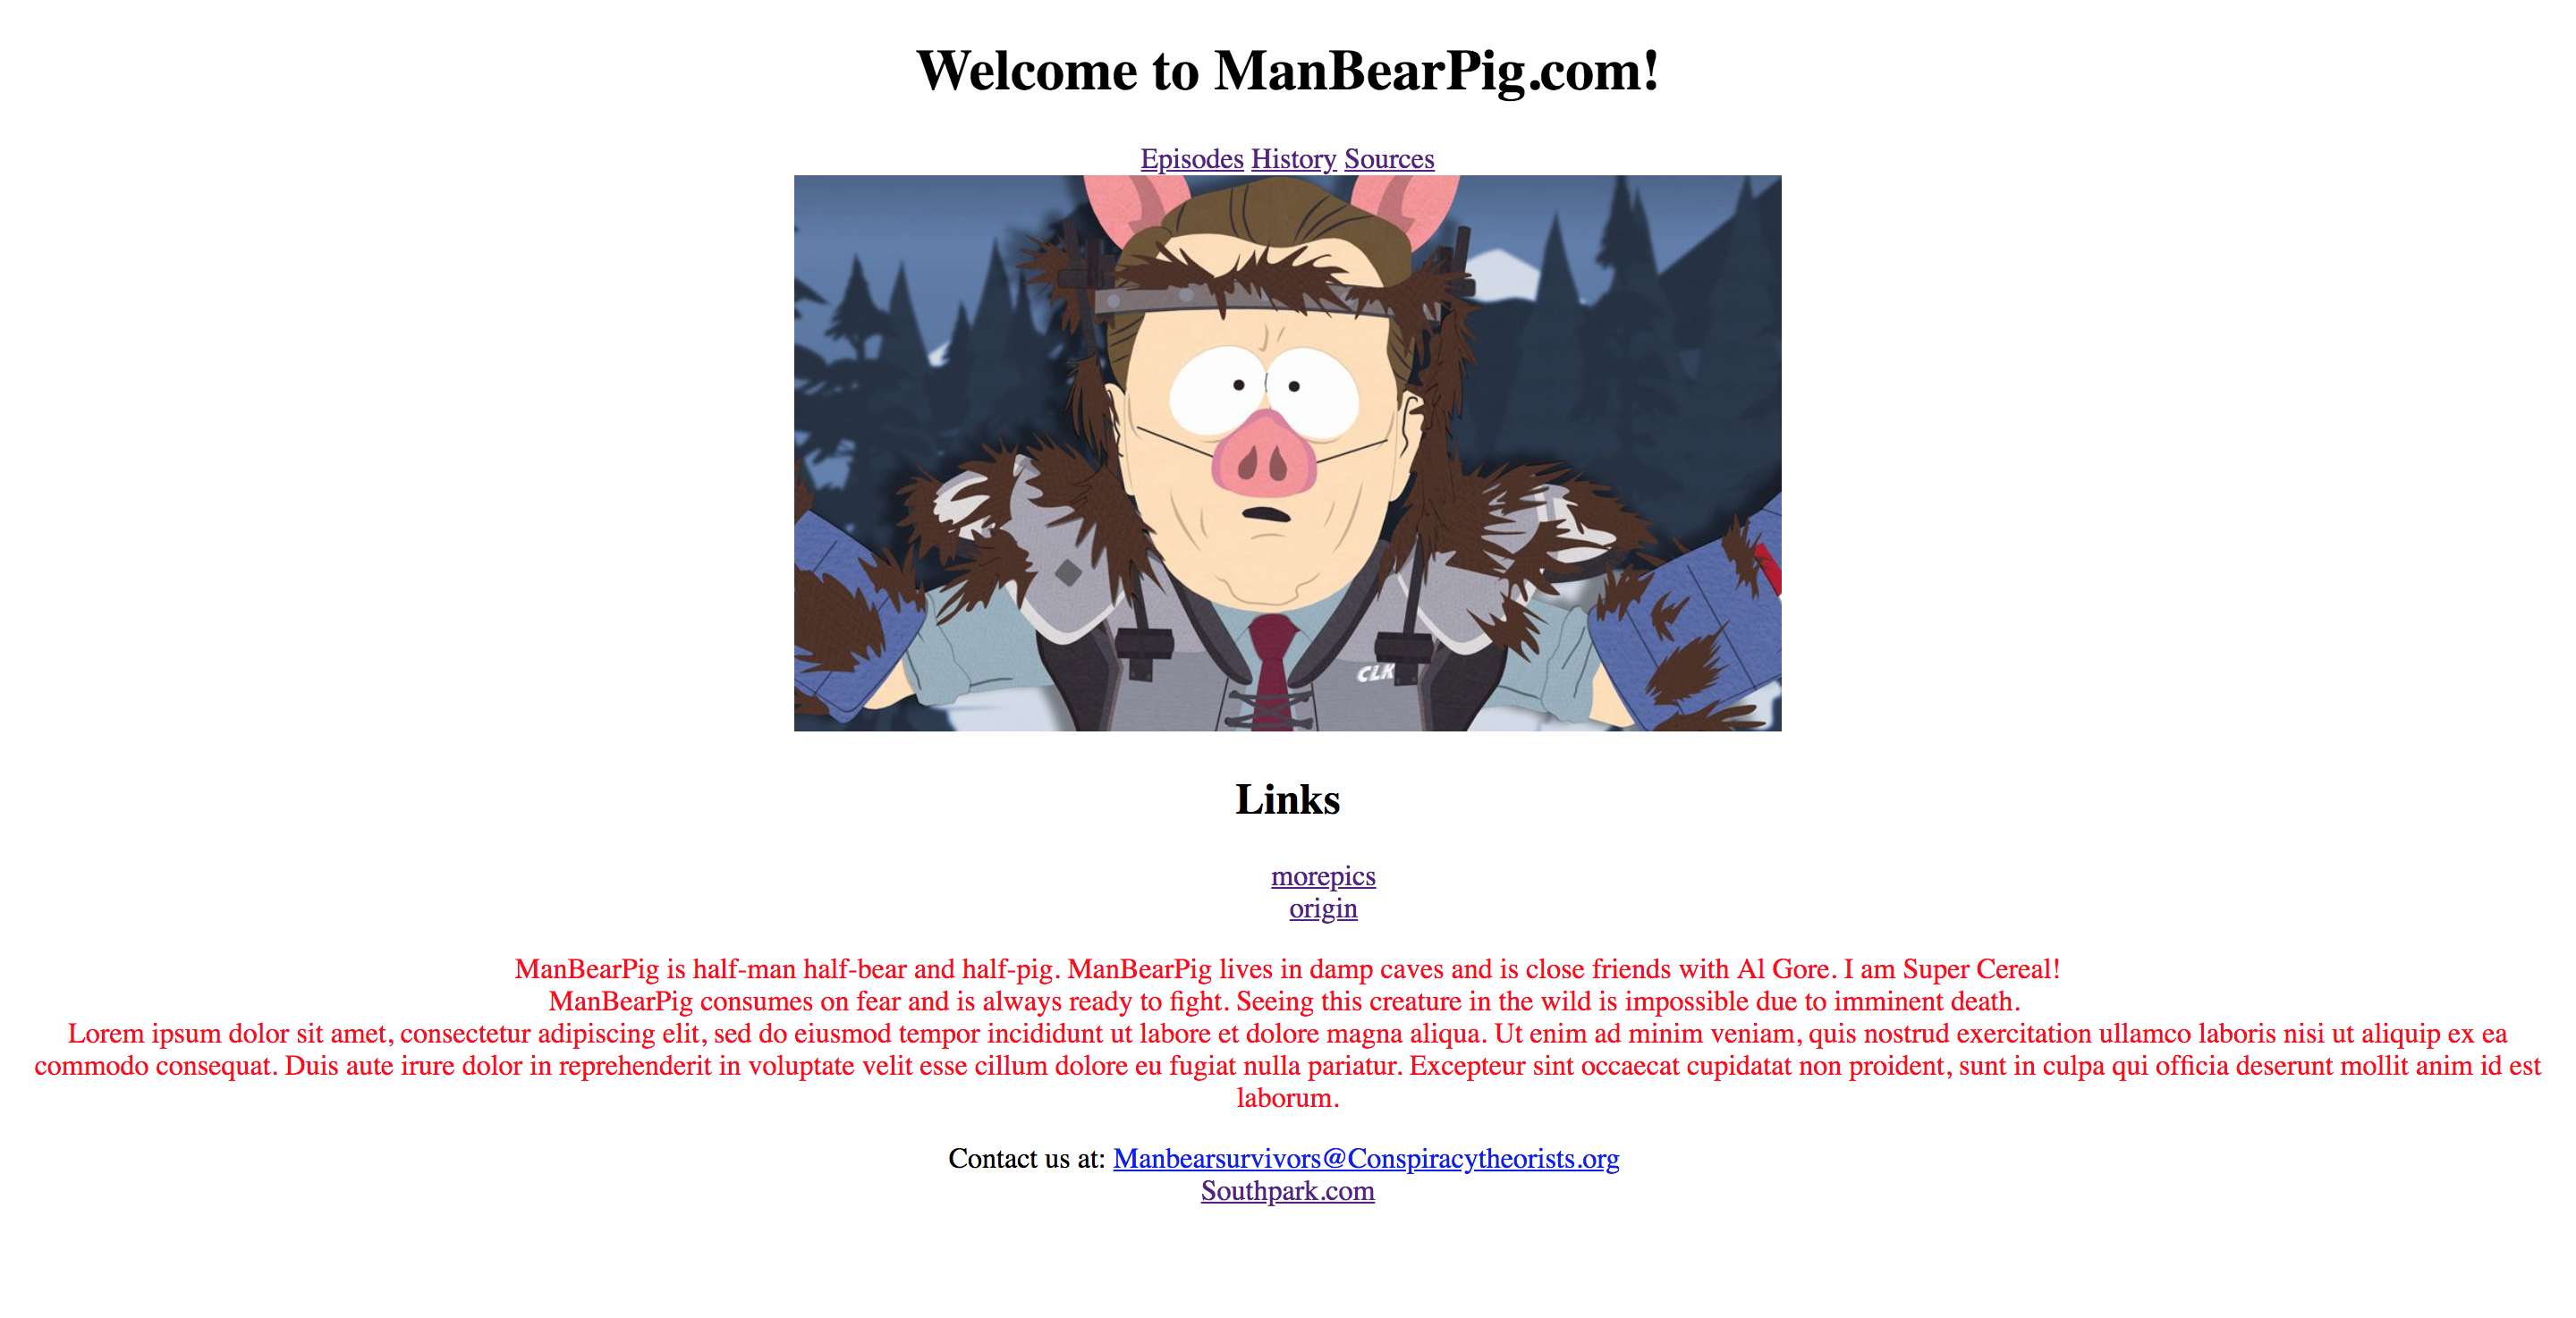 Welcome to ManBearPig.com!
Episodes History Sources
CLK
Links
morepics
origin
ManBearPig is half-man half-bear and half-pig. ManBearPig lives in damp caves and is close friends with Al Gore. I am Super Cereal!
ManBearPig consumes on fear and is always ready to fight. Seeing this creature in the wild is impossible due to imminent death.
Lorem ipsum dolor sit amet, consectetur adipiscing elit, sed do eiusmod tempor incididunt ut labore et dolore magna aliqua. Ut enim ad minim veniam, quis nostrud exercitation ullamco laboris nisi ut aliquip ex ea
commodo consequat. Duis aute irure dolor in reprehenderit in voluptate velit esse cillum dolore eu fugiat nulla pariatur. Excepteur sint occaecat cupidatat non proident, sunt in culpa qui officia deserunt mollit anim id est
laborum.
Contact us at: Manbearsurvivors@Conspiracytheorists.org
Southpark.com